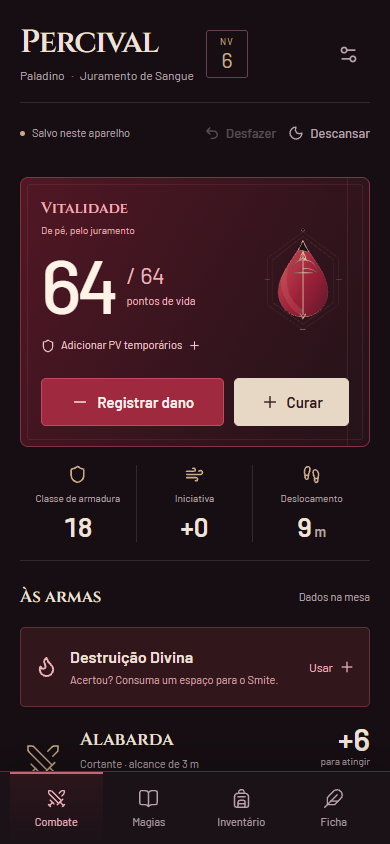 Percival
Paladino · Juramento de Sangue
NV
6
Salvo neste aparelho
Desfazer
Descansar
Vitalidade
De pé, pelo juramento
64 / 64
pontos de vida
Adicionar PV temporários +
Registrar dano
Curar
Classe de armadura
18
Iniciativa
+0
Deslocamento
9 m
Às armas
Dados na mesa
Destruição Divina
Acertou? Consuma um espaço para o Smite.
Usar +
Alabarda
Cortante · alcance de 3 m
+6
para atingir
Combate
Magias
Inventário
Ficha